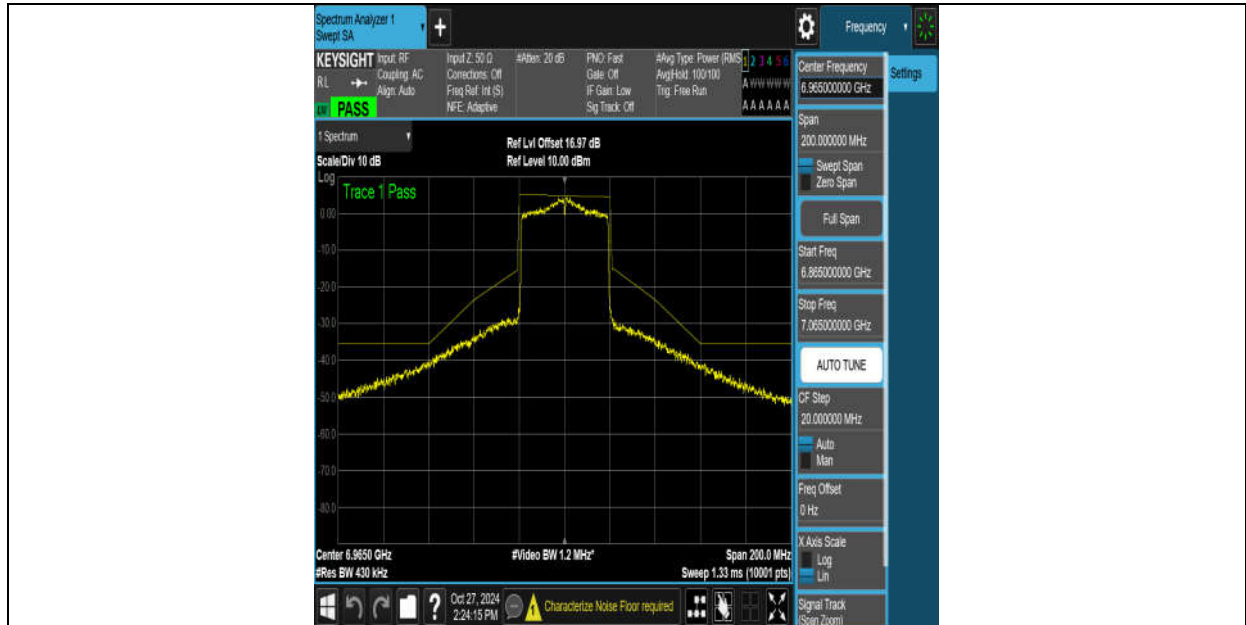 Spectrum Analyzer 1
Swept SA
+
Frequency
KEYSIGHT
RL
PASS
Input: RF
Coupling: AC
Align: Auto
Input Z: 50 Ω
Corrections: Off
Freq Ref: Int (S)
NFE: Adaptive
#Atten: 20 dB
PNO: Fast
Gate: Off
IF Gain: Low
Sig Track: Off
#Avg Type: Power (RMS
Avg|Hold: 100/100
Trig: Free Run
1 2 3 4 5 6
A W W W W W
A A A A A A
1 Spectrum
Scale/Div 10 dB
Ref Lvl Offset 16.97 dB
Ref Level 10.00 dBm
Log
Trace 1 Pass
0.00
-10.0
-20.0
-30.0
-40.0
-50.0
-60.0
-70.0
-80.0
Center 6.9650 GHz
#Res BW 430 kHz
#Video BW 1.2 MHz*
Span 200.0 MHz
Sweep 1.33 ms (10001 pts)
?
Oct 27, 2024
2:24:15 PM
Characterize Noise Floor required
Center Frequency
6.965000000 GHz
Settings
Span
200.000000 MHz
Swept Span
Zero Span
Full Span
Start Freq
6.865000000 GHz
Stop Freq
7.065000000 GHz
AUTO TUNE
CF Step
20.000000 MHz
Auto
Man
Freq Offset
0 Hz
X Axis Scale
Log
Lin
Signal Track
(Span Zoom)